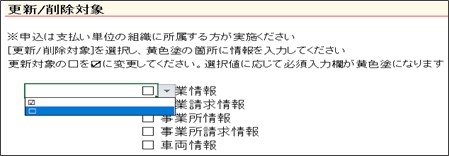 更新/削除対象
※申込は支払い単位の組織に所属する方が実施ください
[更新/削除対象]を選択し、黄色塗の箇所に情報を入力してください
更新対象の☐を☑に変更してください。選択値に応じて必須入力欄が黄色塗になります
☐ 業情報
☑
☐ 業請求情報
☐
☐ 事業所情報
☐ 事業所請求情報
☐ 車両情報